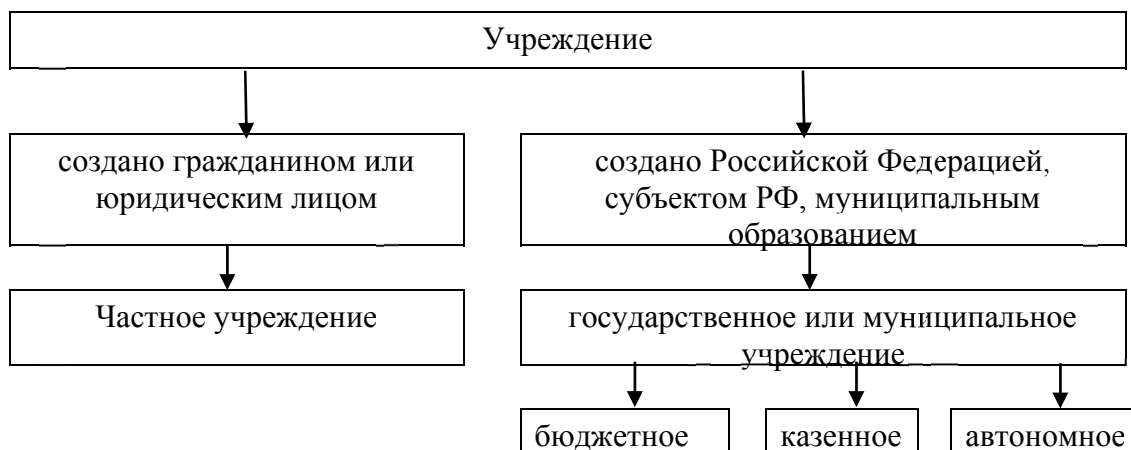 Учреждение
создано гражданином или
юридическим лицом
создано Российской Федерацией,
субъектом РФ, муниципальным
образованием
Частное учреждение
государственное или муниципальное
учреждение
бюджетное
казенное
автономное